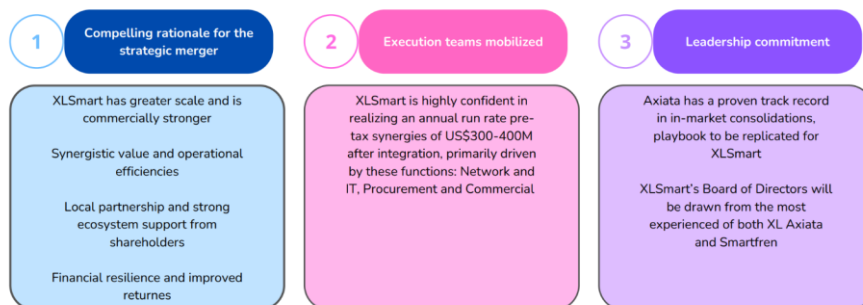 1
Compelling rationale for the
strategic merger
XLSmart has greater scale and is
commercially stronger
Synergistic value and operational
efficiencies
Local partnership and strong
ecosystem support from
shareholders
Financial resilience and improved
returnes
2
Execution teams mobilized
XLSmart is highly confident in
realizing an annual run rate pre-
tax synergies of US$300-400M
after integration, primarily driven
by these functions: Network and
IT, Procurement and Commercial
3
Leadership commitment
Axiata has a proven track record
in in-market consolidations,
playbook to be replicated for
XLSmart
XLSmart's Board of Directors will
be drawn from the most
experienced of both XL Axiata
and Smartfren